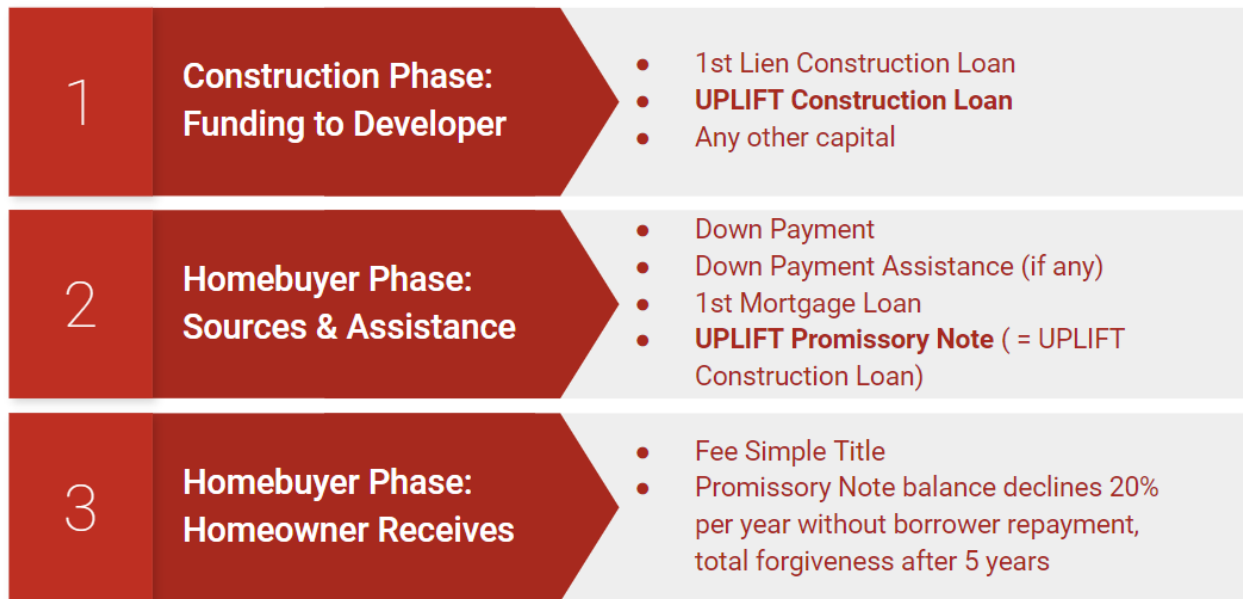 1
Construction Phase:
Funding to Developer
● 1st Lien Construction Loan
● UPLIFT Construction Loan
● Any other capital
2
Homebuyer Phase:
Sources & Assistance
● Down Payment
● Down Payment Assistance (if any)
● 1st Mortgage Loan
● UPLIFT Promissory Note ( = UPLIFT
Construction Loan)
3
Homebuyer Phase:
Homeowner Receives
● Fee Simple Title
● Promissory Note balance declines 20%
per year without borrower repayment,
total forgiveness after 5 years